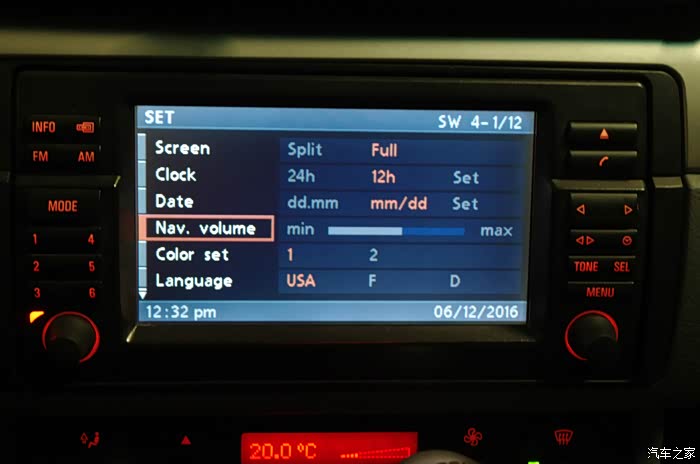 SET SW 4-1/12
Screen Split Full
Clock 24h 12h Set
Date dd.mm mm/dd Set
Nav. volume min max
Color set 1 2
Language USA F D
12:32 pm 06/12/2016
INFO
FM AM
MODE
1 4
2 5
3 6
TONE SEL
MENU
20.0 °C
汽车之家